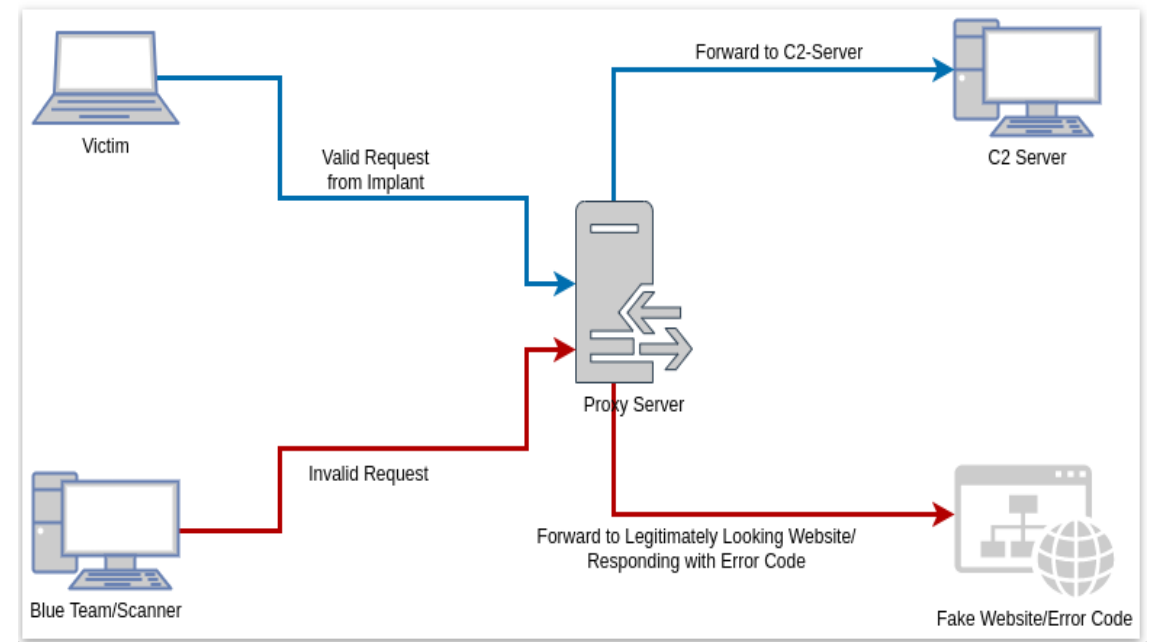 Forward to C2-Server
Victim
Valid Request
from Implant
C2 Server
Proxy Server
Invalid Request
Forward to Legitimately Looking Website/
Responding with Error Code
Blue Team/Scanner
Fake Website/Error Code